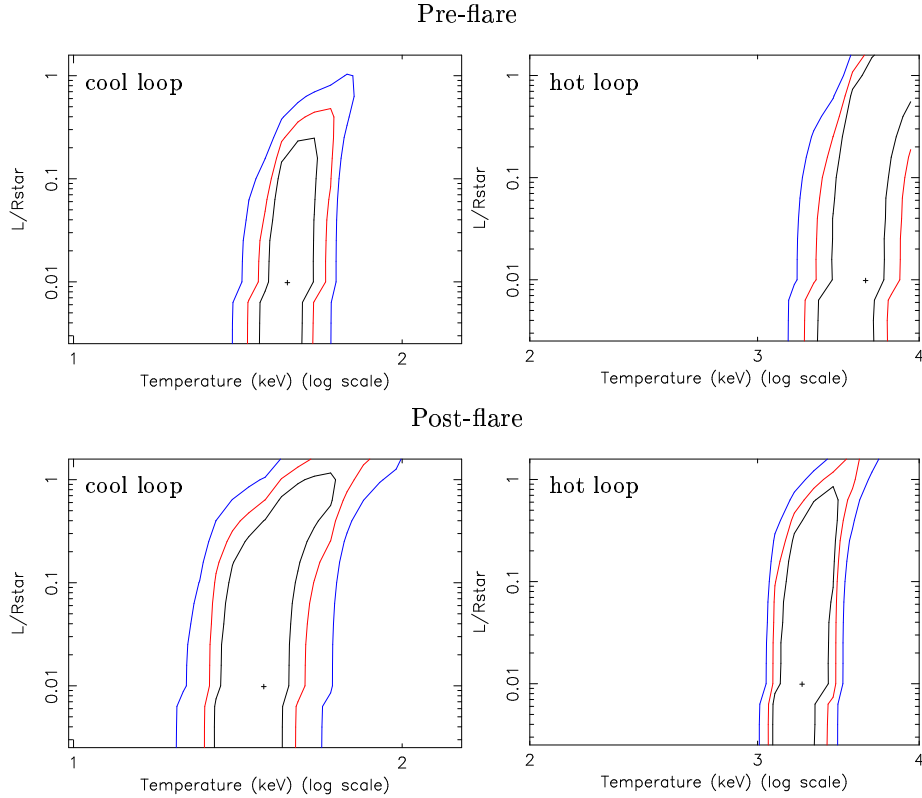 Pre-flare
cool loop
1
0.1
0.01
L/Rstar
1
2
Temperature (keV) (log scale)
hot loop
1
0.1
0.01
L/Rstar
2
3
4
Temperature (keV) (log scale)
Post-flare
cool loop
1
0.1
0.01
L/Rstar
1
2
Temperature (keV) (log scale)
hot loop
1
0.1
0.01
L/Rstar
2
3
4
Temperature (keV) (log scale)